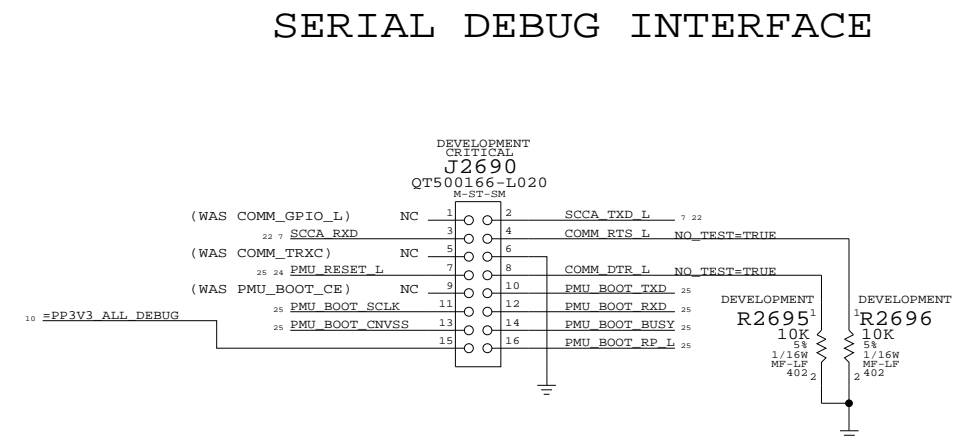 SERIAL DEBUG INTERFACE
DEVELOPMENT
CRITICAL
J2690
QT500166-L020
M-ST-SM
(WAS COMM_GPIO_L) NC 1 2 SCCA_TXD_L 7 22
22 7 SCCA_RXD 3 4 COMM_RTS_L NO_TEST=TRUE
(WAS COMM_TRXC) NC 5 6
25 24 PMU_RESET_L 7 8 COMM_DTR_L NO_TEST=TRUE
(WAS PMU_BOOT_CE) NC 9 10 PMU_BOOT_TXD 25
25 PMU_BOOT_SCLK 11 12 PMU_BOOT_RXD 25
10 =PP3V3_ALL_DEBUG
25 PMU_BOOT_CNVSS 13 14 PMU_BOOT_BUSY 25
15 16 PMU_BOOT_RP_L 25
DEVELOPMENT
R2695 1
10K
5%
1/16W
MF-LF
402 2
DEVELOPMENT
1 R2696
10K
5%
1/16W
MF-LF
2 402